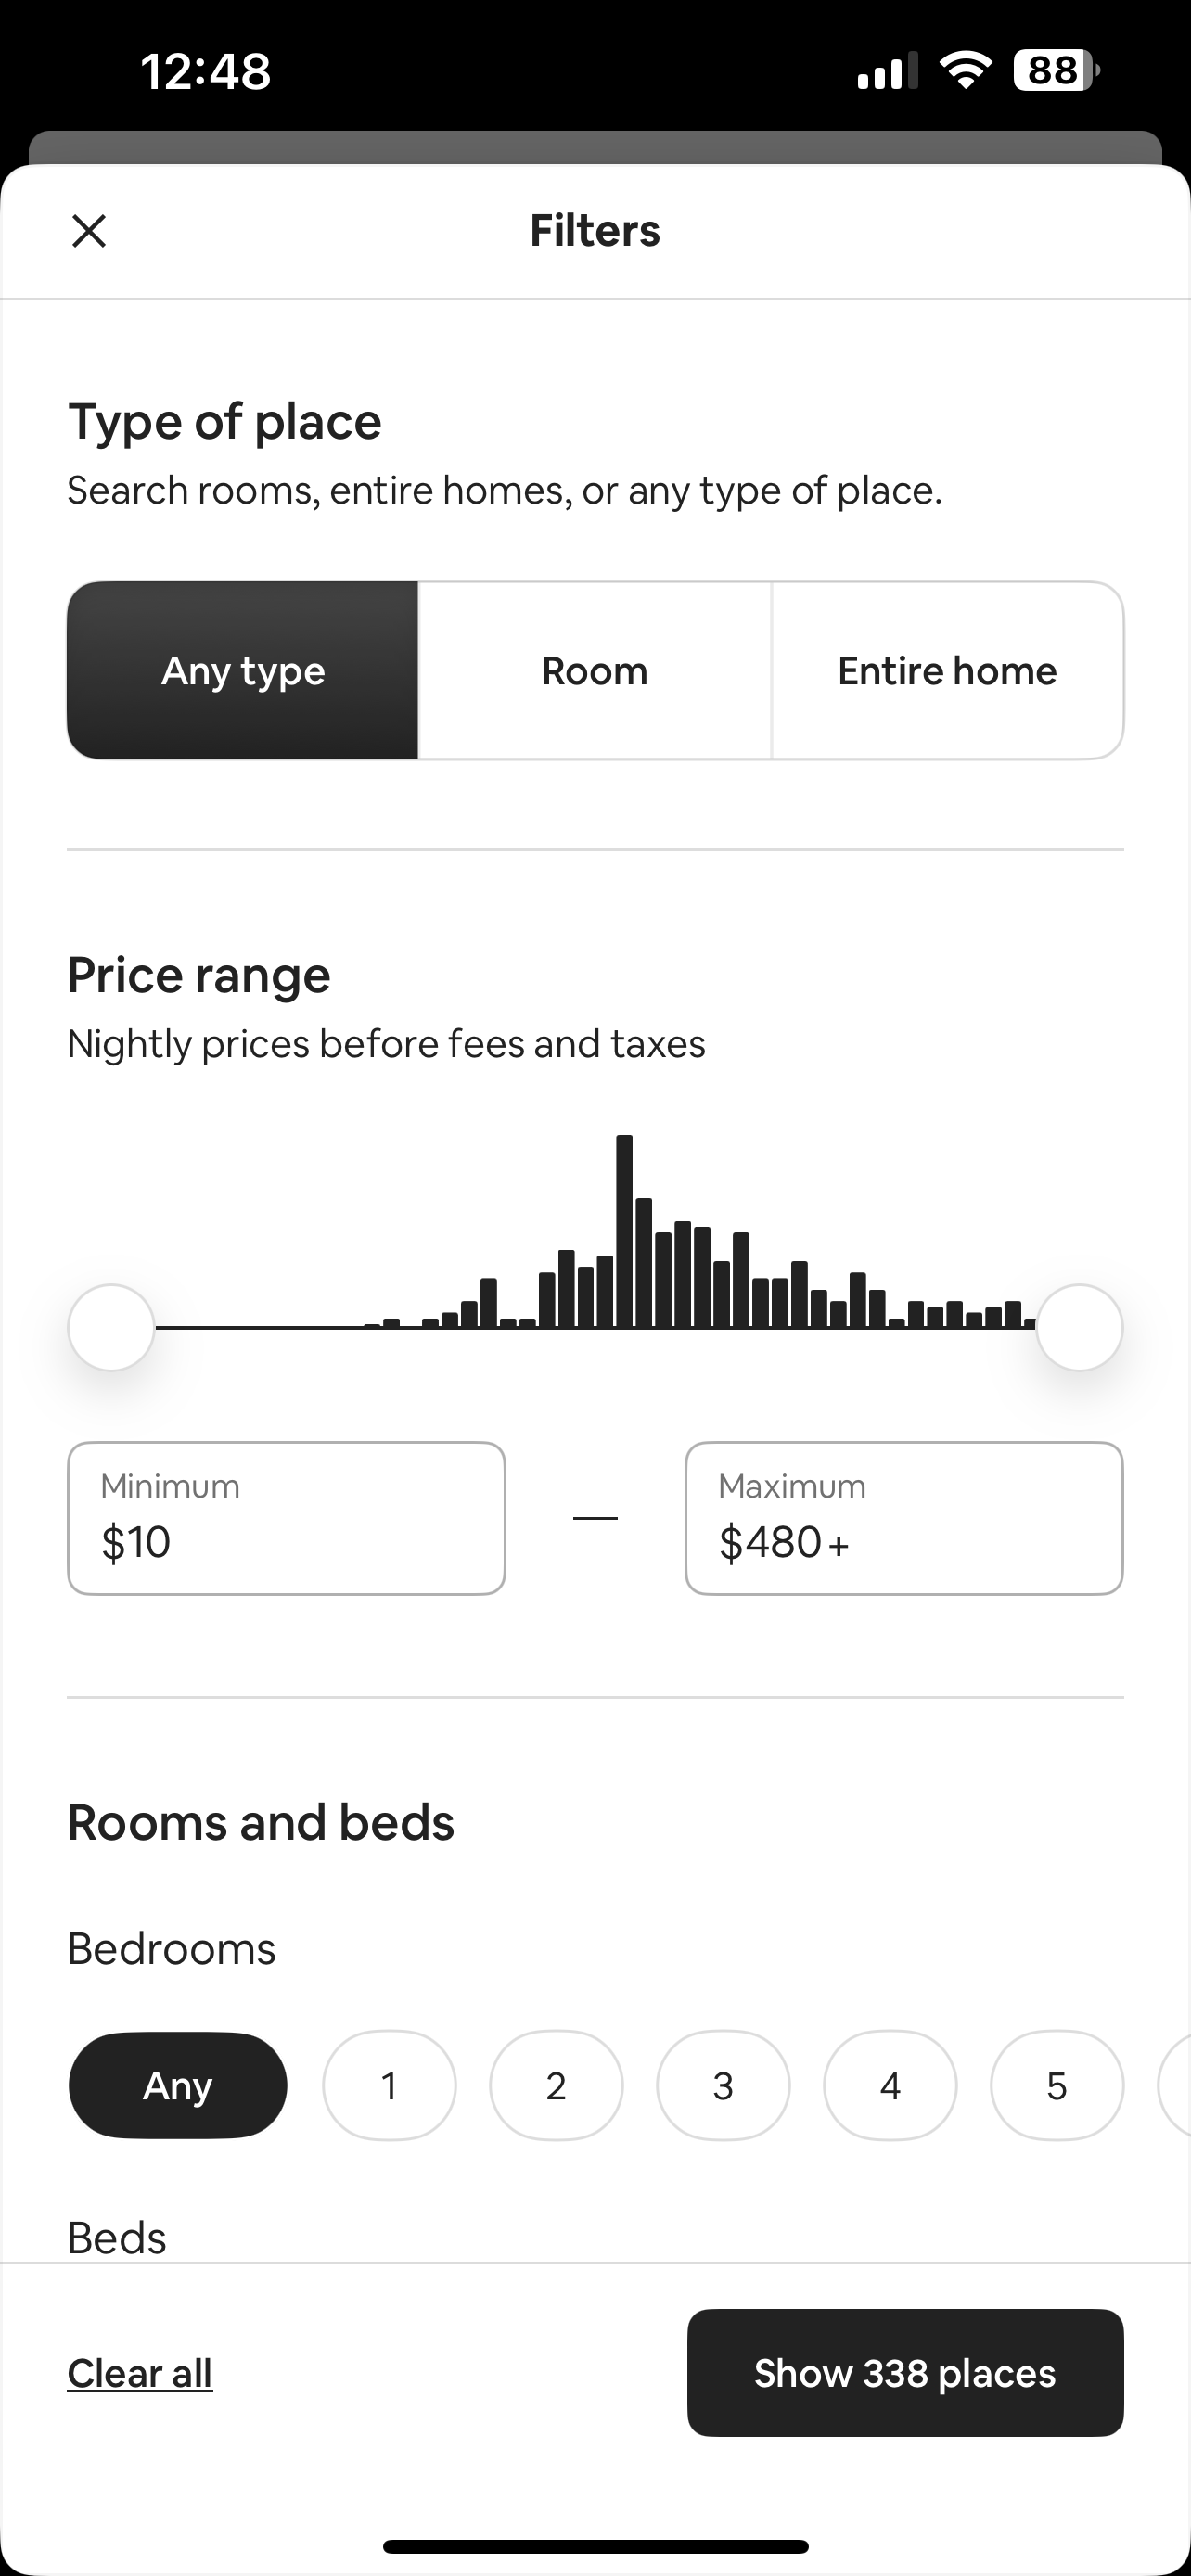 12:48
88
Filters
Type of place
Search rooms, entire homes, or any type of place.
Any type
Room
Entire home
Price range
Nightly prices before fees and taxes
Minimum
$10
—
Maximum
$480+
Rooms and beds
Bedrooms
Any
1
2
3
4
5
Beds
Clear all
Show 338 places